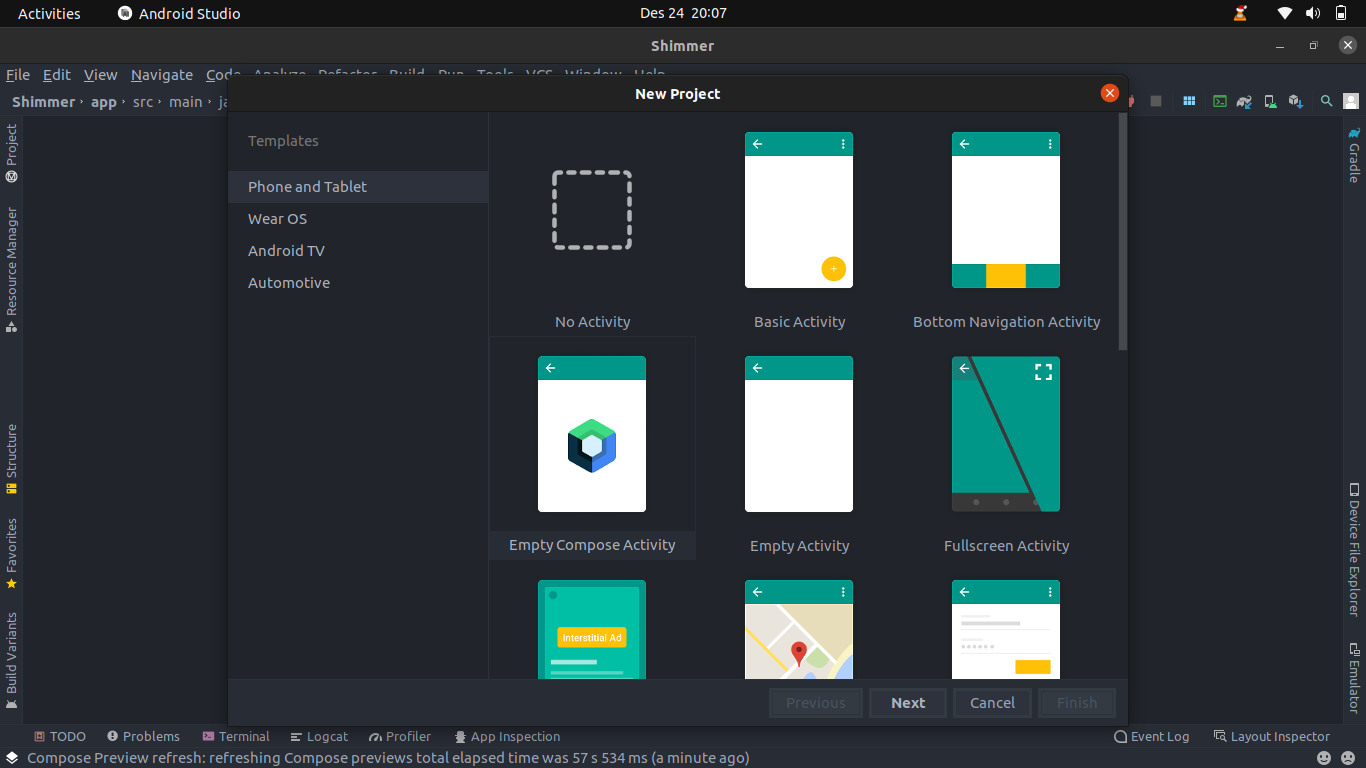 Activities
Android Studio
Des 24 20:07
Shimmer
File Edit View Navigate Code Analyze Refactor Build Run Tools VCS Window Help
Shimmer app src main
New Project
Templates
Phone and Tablet
Wear OS
Android TV
Automotive
No Activity
Basic Activity
Bottom Navigation Activity
Empty Compose Activity
Empty Activity
Fullscreen Activity
Interstitial Ad
Previous
Next
Cancel
Finish
Project
Resource Manager
Structure
Favorites
Build Variants
Gradle
Device File Explorer
Emulator
TODO
Problems
Terminal
Logcat
Profiler
App Inspection
Event Log
Layout Inspector
Compose Preview refresh: refreshing Compose previews total elapsed time was 57 s 534 ms (a minute ago)